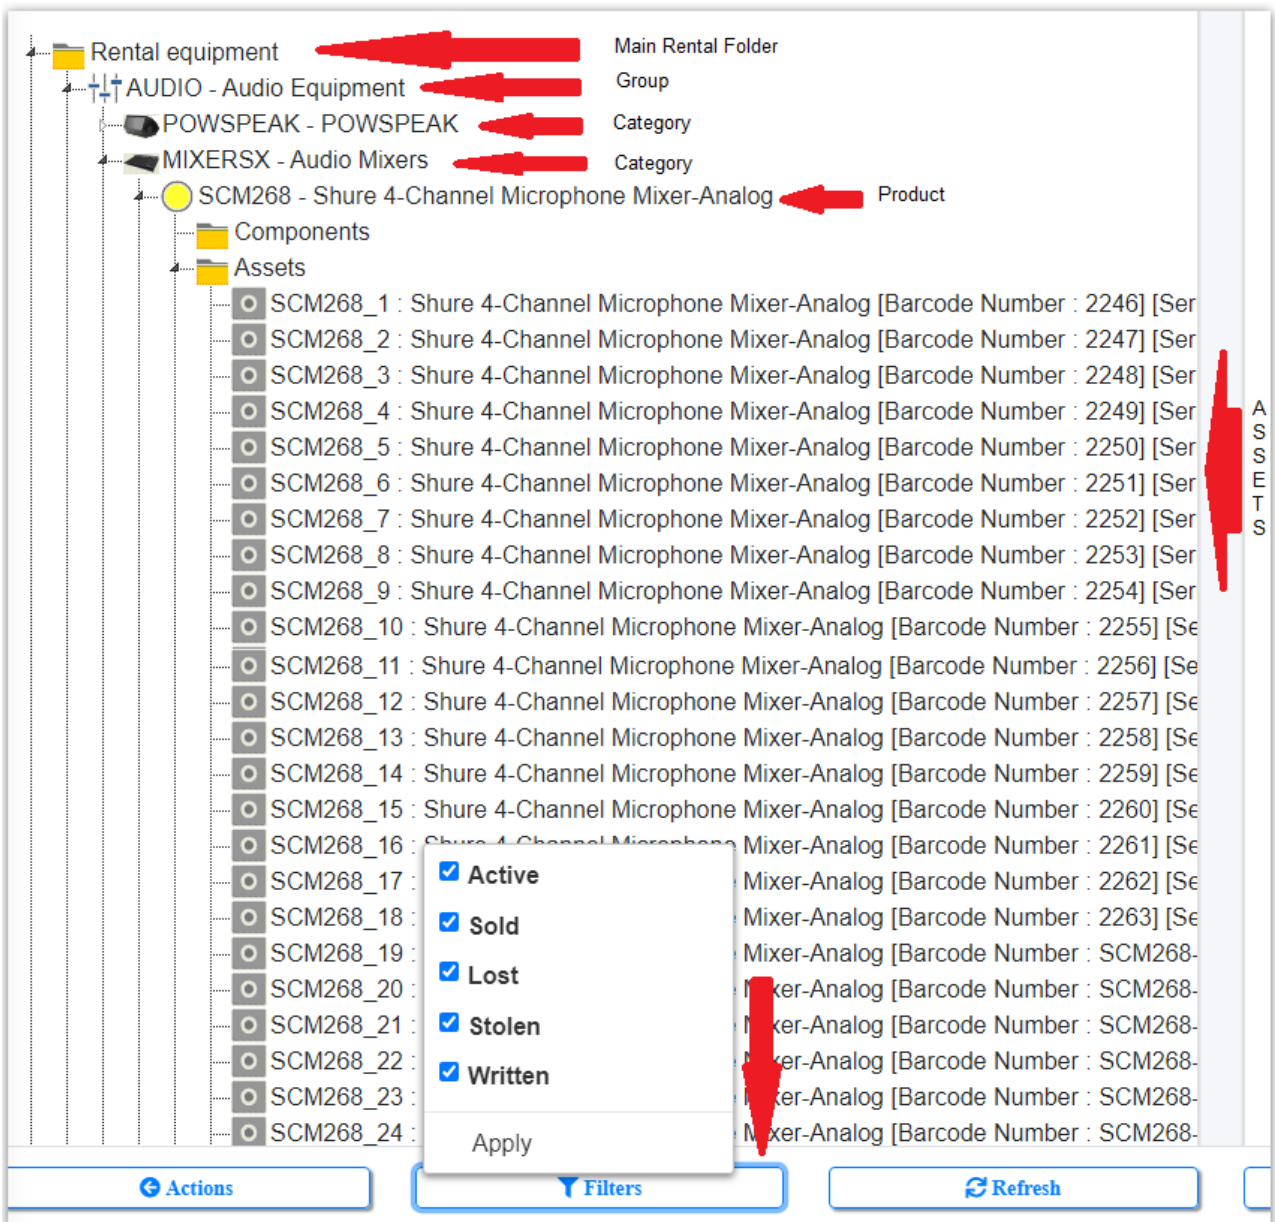 Rental equipment Main Rental Folder
AUDIO - Audio Equipment Group
POWSPEAK - POWSPEAK Category
MIXERSX - Audio Mixers Category
SCM268 - Shure 4-Channel Microphone Mixer-Analog Product
Components
Assets
SCM268_1 : Shure 4-Channel Microphone Mixer-Analog [Barcode Number : 2246] [Ser
SCM268_2 : Shure 4-Channel Microphone Mixer-Analog [Barcode Number : 2247] [Ser
SCM268_3 : Shure 4-Channel Microphone Mixer-Analog [Barcode Number : 2248] [Ser
SCM268_4 : Shure 4-Channel Microphone Mixer-Analog [Barcode Number : 2249] [Ser
SCM268_5 : Shure 4-Channel Microphone Mixer-Analog [Barcode Number : 2250] [Ser
SCM268_6 : Shure 4-Channel Microphone Mixer-Analog [Barcode Number : 2251] [Ser
SCM268_7 : Shure 4-Channel Microphone Mixer-Analog [Barcode Number : 2252] [Ser
SCM268_8 : Shure 4-Channel Microphone Mixer-Analog [Barcode Number : 2253] [Ser
SCM268_9 : Shure 4-Channel Microphone Mixer-Analog [Barcode Number : 2254] [Ser
SCM268_10 : Shure 4-Channel Microphone Mixer-Analog [Barcode Number : 2255] [Se
SCM268_11 : Shure 4-Channel Microphone Mixer-Analog [Barcode Number : 2256] [Se
SCM268_12 : Shure 4-Channel Microphone Mixer-Analog [Barcode Number : 2257] [Se
SCM268_13 : Shure 4-Channel Microphone Mixer-Analog [Barcode Number : 2258] [Se
SCM268_14 : Shure 4-Channel Microphone Mixer-Analog [Barcode Number : 2259] [Se
SCM268_15 : Shure 4-Channel Microphone Mixer-Analog [Barcode Number : 2260] [Se
SCM268_16 : Shure 4-Channel Microphone Mixer-Analog [Barcode Number : 2261] [Se
SCM268_17 : Mixer-Analog [Barcode Number : 2262] [Se
SCM268_18 : Mixer-Analog [Barcode Number : 2263] [Se
SCM268_19 : Mixer-Analog [Barcode Number : SCM268-
SCM268_20 : Mixer-Analog [Barcode Number : SCM268-
SCM268_21 : Mixer-Analog [Barcode Number : SCM268-
SCM268_22 : Mixer-Analog [Barcode Number : SCM268-
SCM268_23 : Mixer-Analog [Barcode Number : SCM268-
SCM268_24 : Mixer-Analog [Barcode Number : SCM268-
ASSETS
Active
Sold
Lost
Stolen
Written
Apply
Actions Filters Refresh